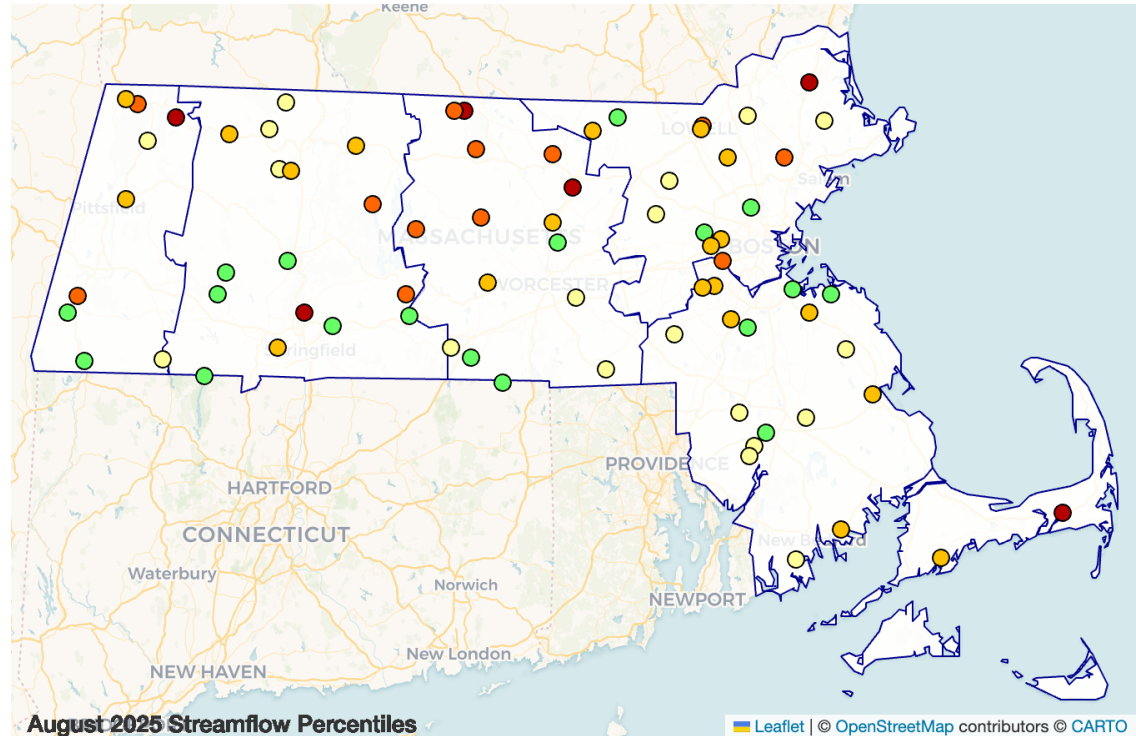 Keene
LOWELL
Salem
Pittsfield
MASSACHUSETTS
BOSTON
WORCESTER
Springfield
PROVIDENCE
HARTFORD
CONNECTICUT
New Bedford
Waterbury
Norwich
NEWPORT
New London
NEW HAVEN
August 2025 Streamflow Percentiles
Leaflet | © OpenStreetMap contributors © CARTO